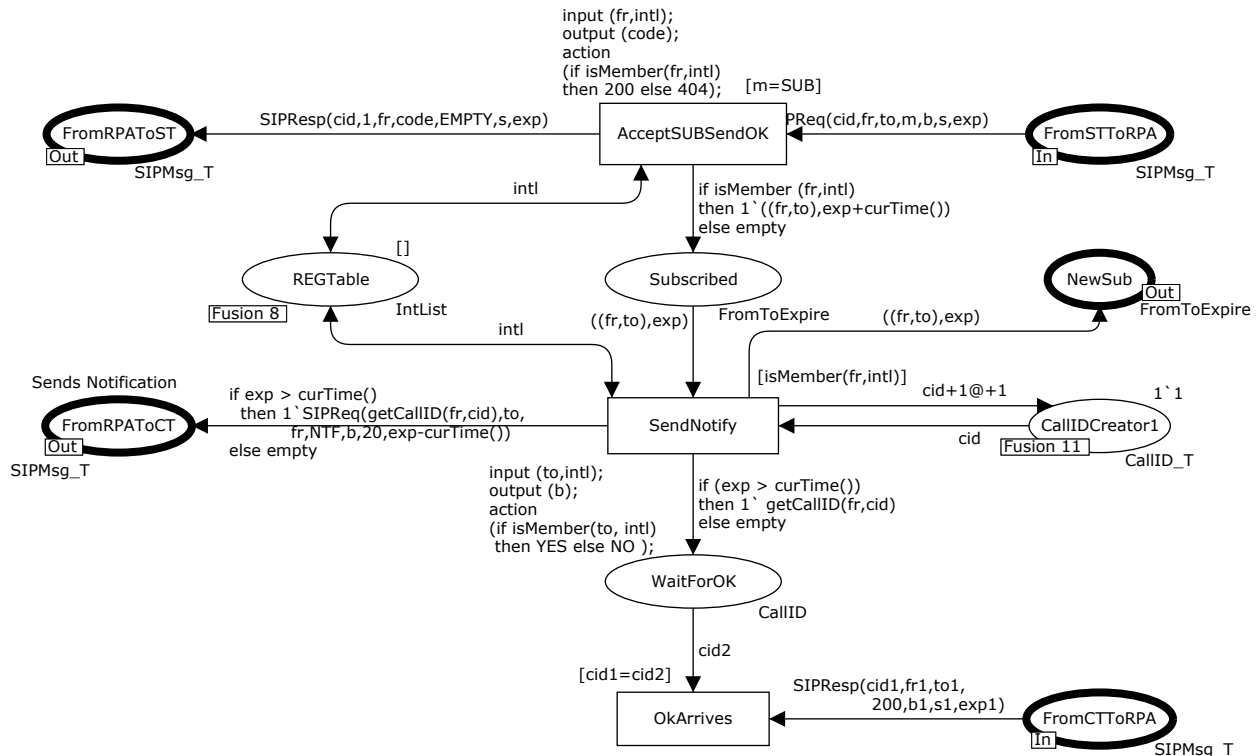 input (fr,intl);
output (code);
action
(if isMember(fr,intl)
then 200 else 404);
[m=SUB]
SIPResp(cid,1,fr,code,EMPTY,s,exp)
PReq(cid,fr,to,m,b,s,exp)
FromRPAToST
Out
SIPMsg_T
AcceptSUBSendOK
FromSTToRPA
In
SIPMsg_T
intl
if isMember (fr,intl)
then 1`((fr,to),exp+curTime())
else empty
[]
REGTable
Fusion 8
IntList
Subscribed
FromToExpire
NewSub
Out
FromToExpire
intl
((fr,to),exp)
((fr,to),exp)
Sends Notification
FromRPAToCT
Out
SIPMsg_T
if exp > curTime()
then 1`SIPReq(getCallID(fr,cid),to,
fr,NTF,b,20,exp-curTime())
else empty
[isMember(fr,intl)]
SendNotify
cid+1@+1
cid
1`1
CallIDCreator1
Fusion 11
CallID_T
input (to,intl);
output (b);
action
(if isMember(to, intl)
then YES else NO );
if (exp > curTime())
then 1` getCallID(fr,cid)
else empty
WaitForOK
CallID
cid2
[cid1=cid2]
OkArrives
SIPResp(cid1,fr1,to1,
200,b1,s1,exp1)
FromCTToRPA
In
SIPMsg_T